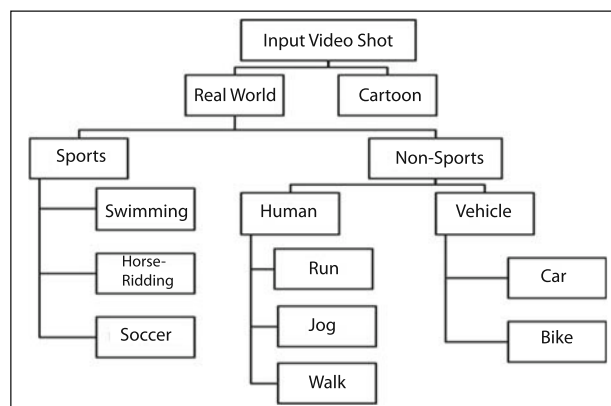 Input Video Shot
Real World
Cartoon
Sports
Non-Sports
Swimming
Horse-
Ridding
Soccer
Human
Vehicle
Run
Jog
Walk
Car
Bike